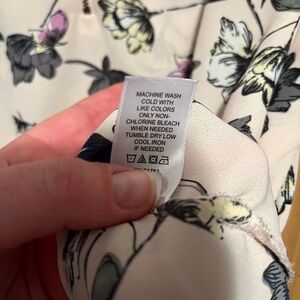 MACHINE WASH
COLD WITH
LIKE COLORS
ONLY NON-
CHLORINE BLEACH
WHEN NEEDED
TUMBLE DRY LOW
COOL IRON
IF NEEDED